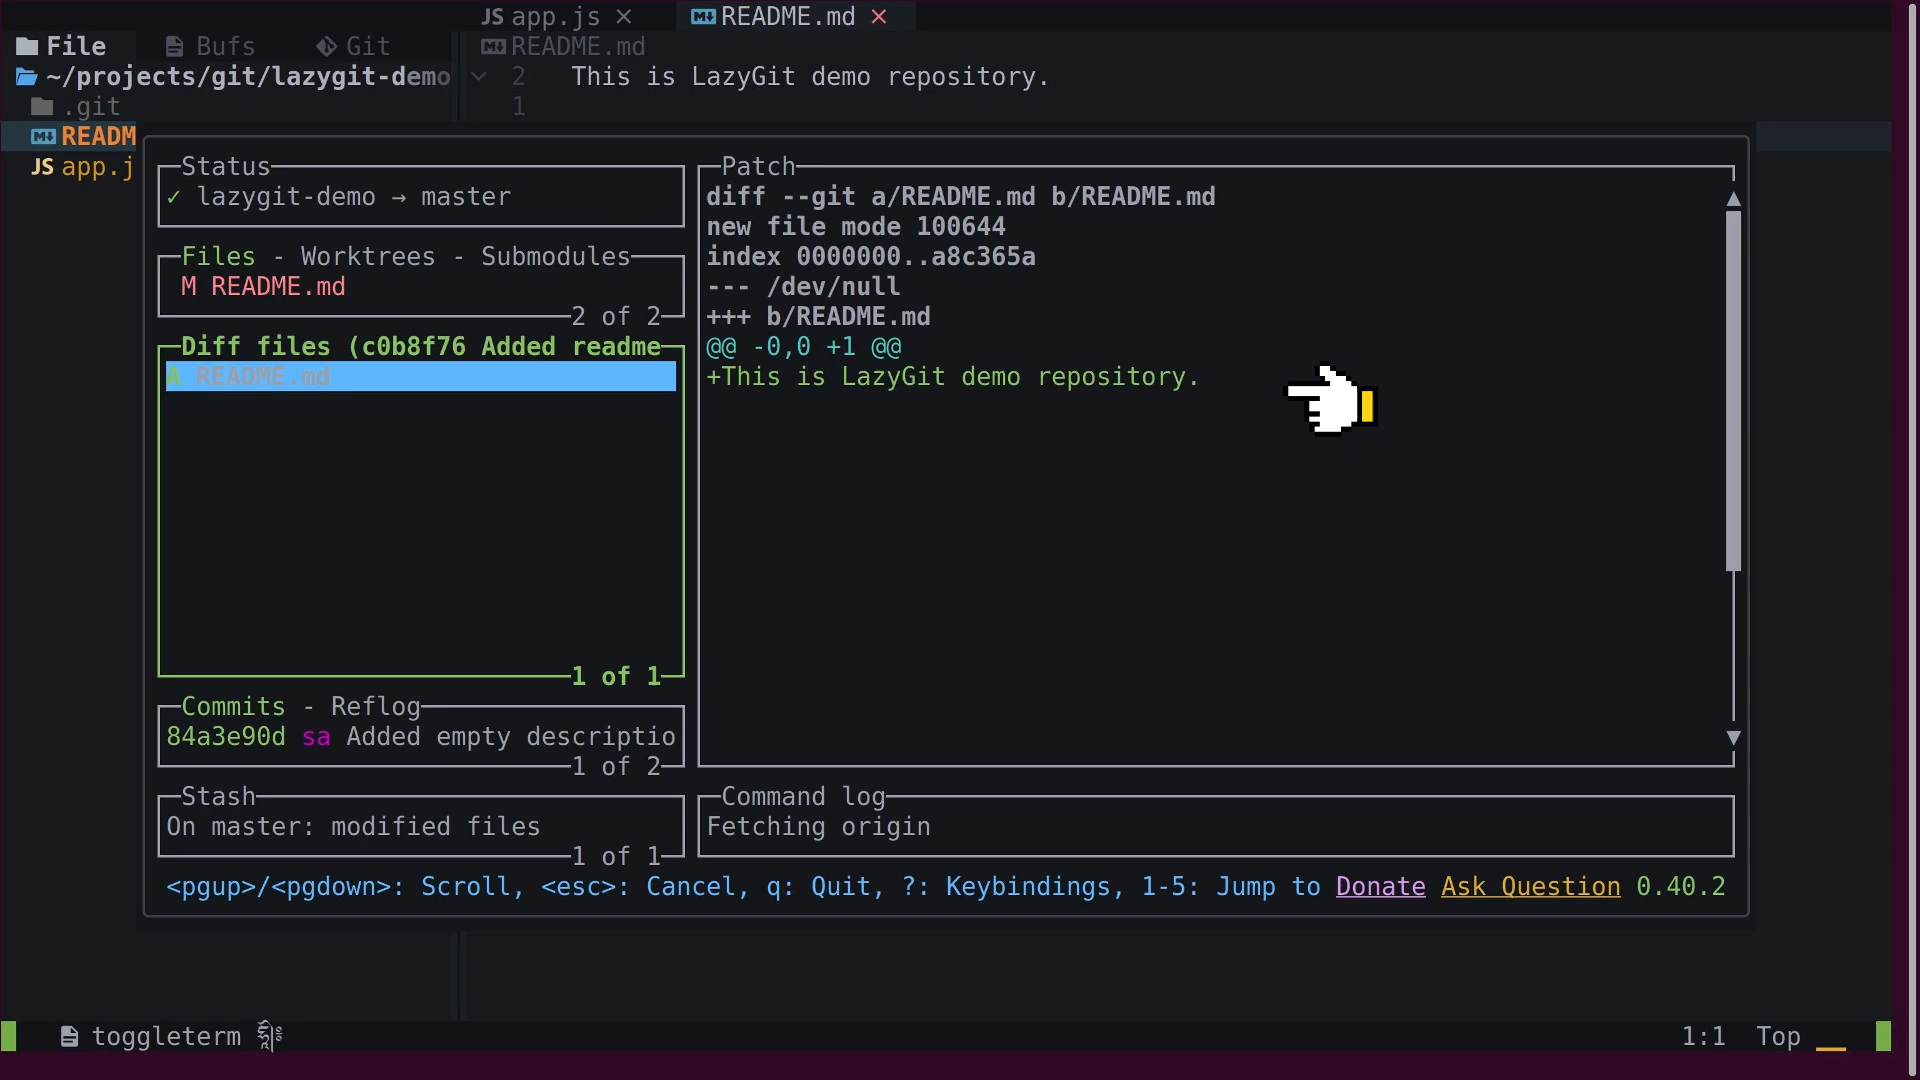 JS app.js ×
README.md ×
File Bufs Git
README.md
~/projects/git/lazygit-demo
2 This is LazyGit demo repository.
.git
1
READM
JS app.j
Status
✓ lazygit-demo → master
Files - Worktrees - Submodules
M README.md
2 of 2
Diff files (c0b8f76 Added readme
A README.md
1 of 1
Commits - Reflog
84a3e90d sa Added empty descriptio
1 of 2
Stash
On master: modified files
1 of 1
Patch
diff --git a/README.md b/README.md
new file mode 100644
index 0000000..a8c365a
--- /dev/null
+++ b/README.md
@@ -0,0 +1 @@
+This is LazyGit demo repository.
Command log
Fetching origin
<pgup>/<pgdown>: Scroll, <esc>: Cancel, q: Quit, ?: Keybindings, 1-5: Jump to Donate Ask Question 0.40.2
toggleterm
1:1 Top